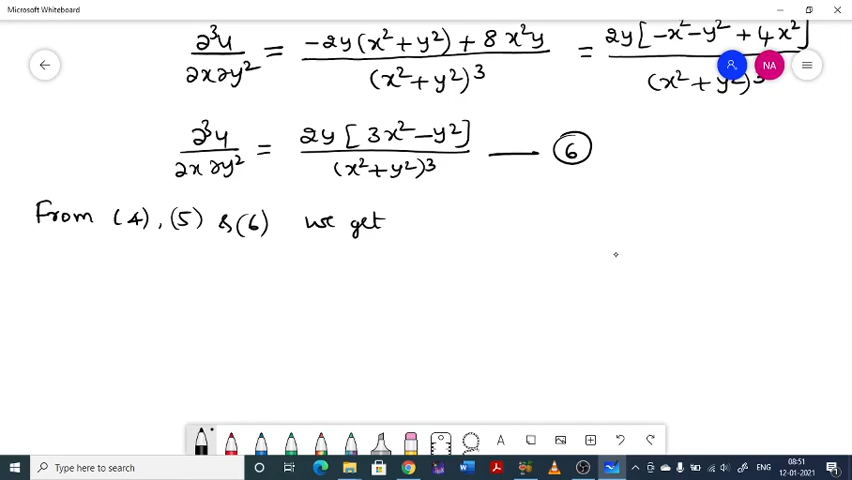 Microsoft Whiteboard
∂³u/∂x∂y² = -2y(x²+y²)+8x²y/(x²+y²)³ = 2y[-x²-y²+4x²]/(x²+y²)³
NA
∂³u/∂x∂y² = 2y[3x²-y²]/(x²+y²)³ — ⑥
From (4), (5) &(6) we get
A
Type here to search
ENG
08:51
12-01-2021